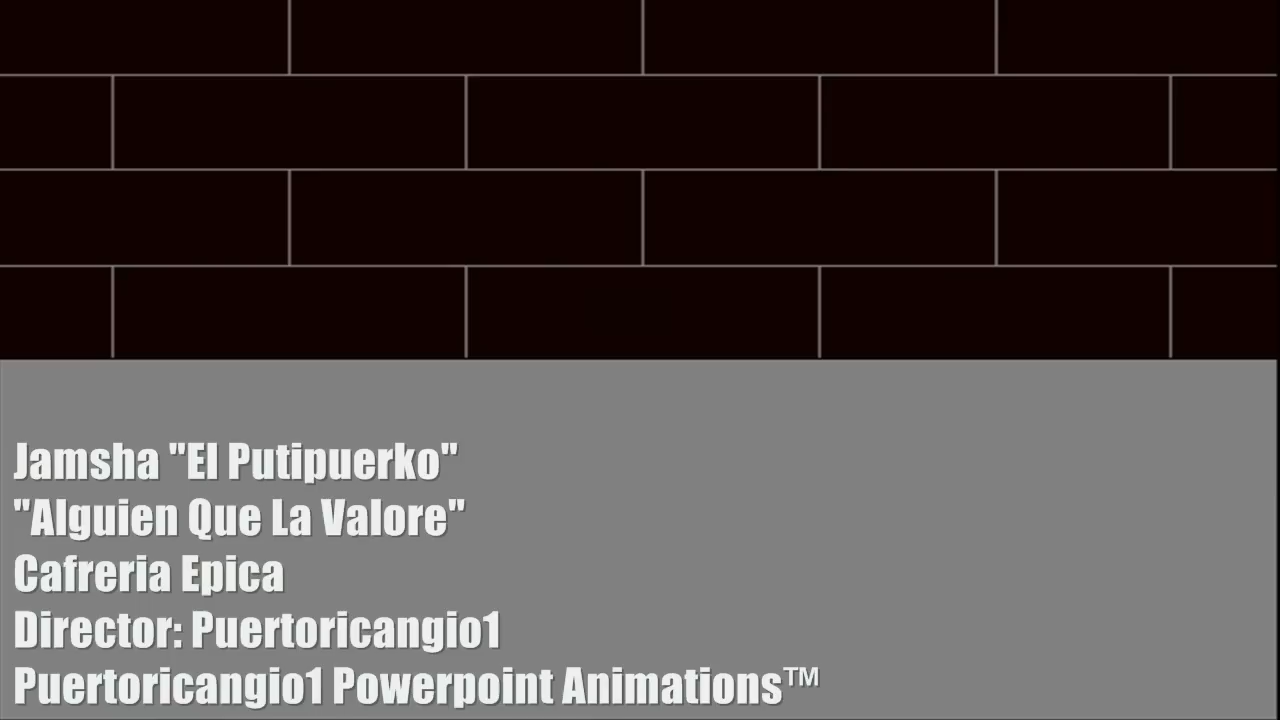 Jamsha "El Putipuerko"
"Alguien Que La Valore"
Cafreria Epica
Director: Puertoricangio1
Puertoricangio1 Powerpoint Animations™